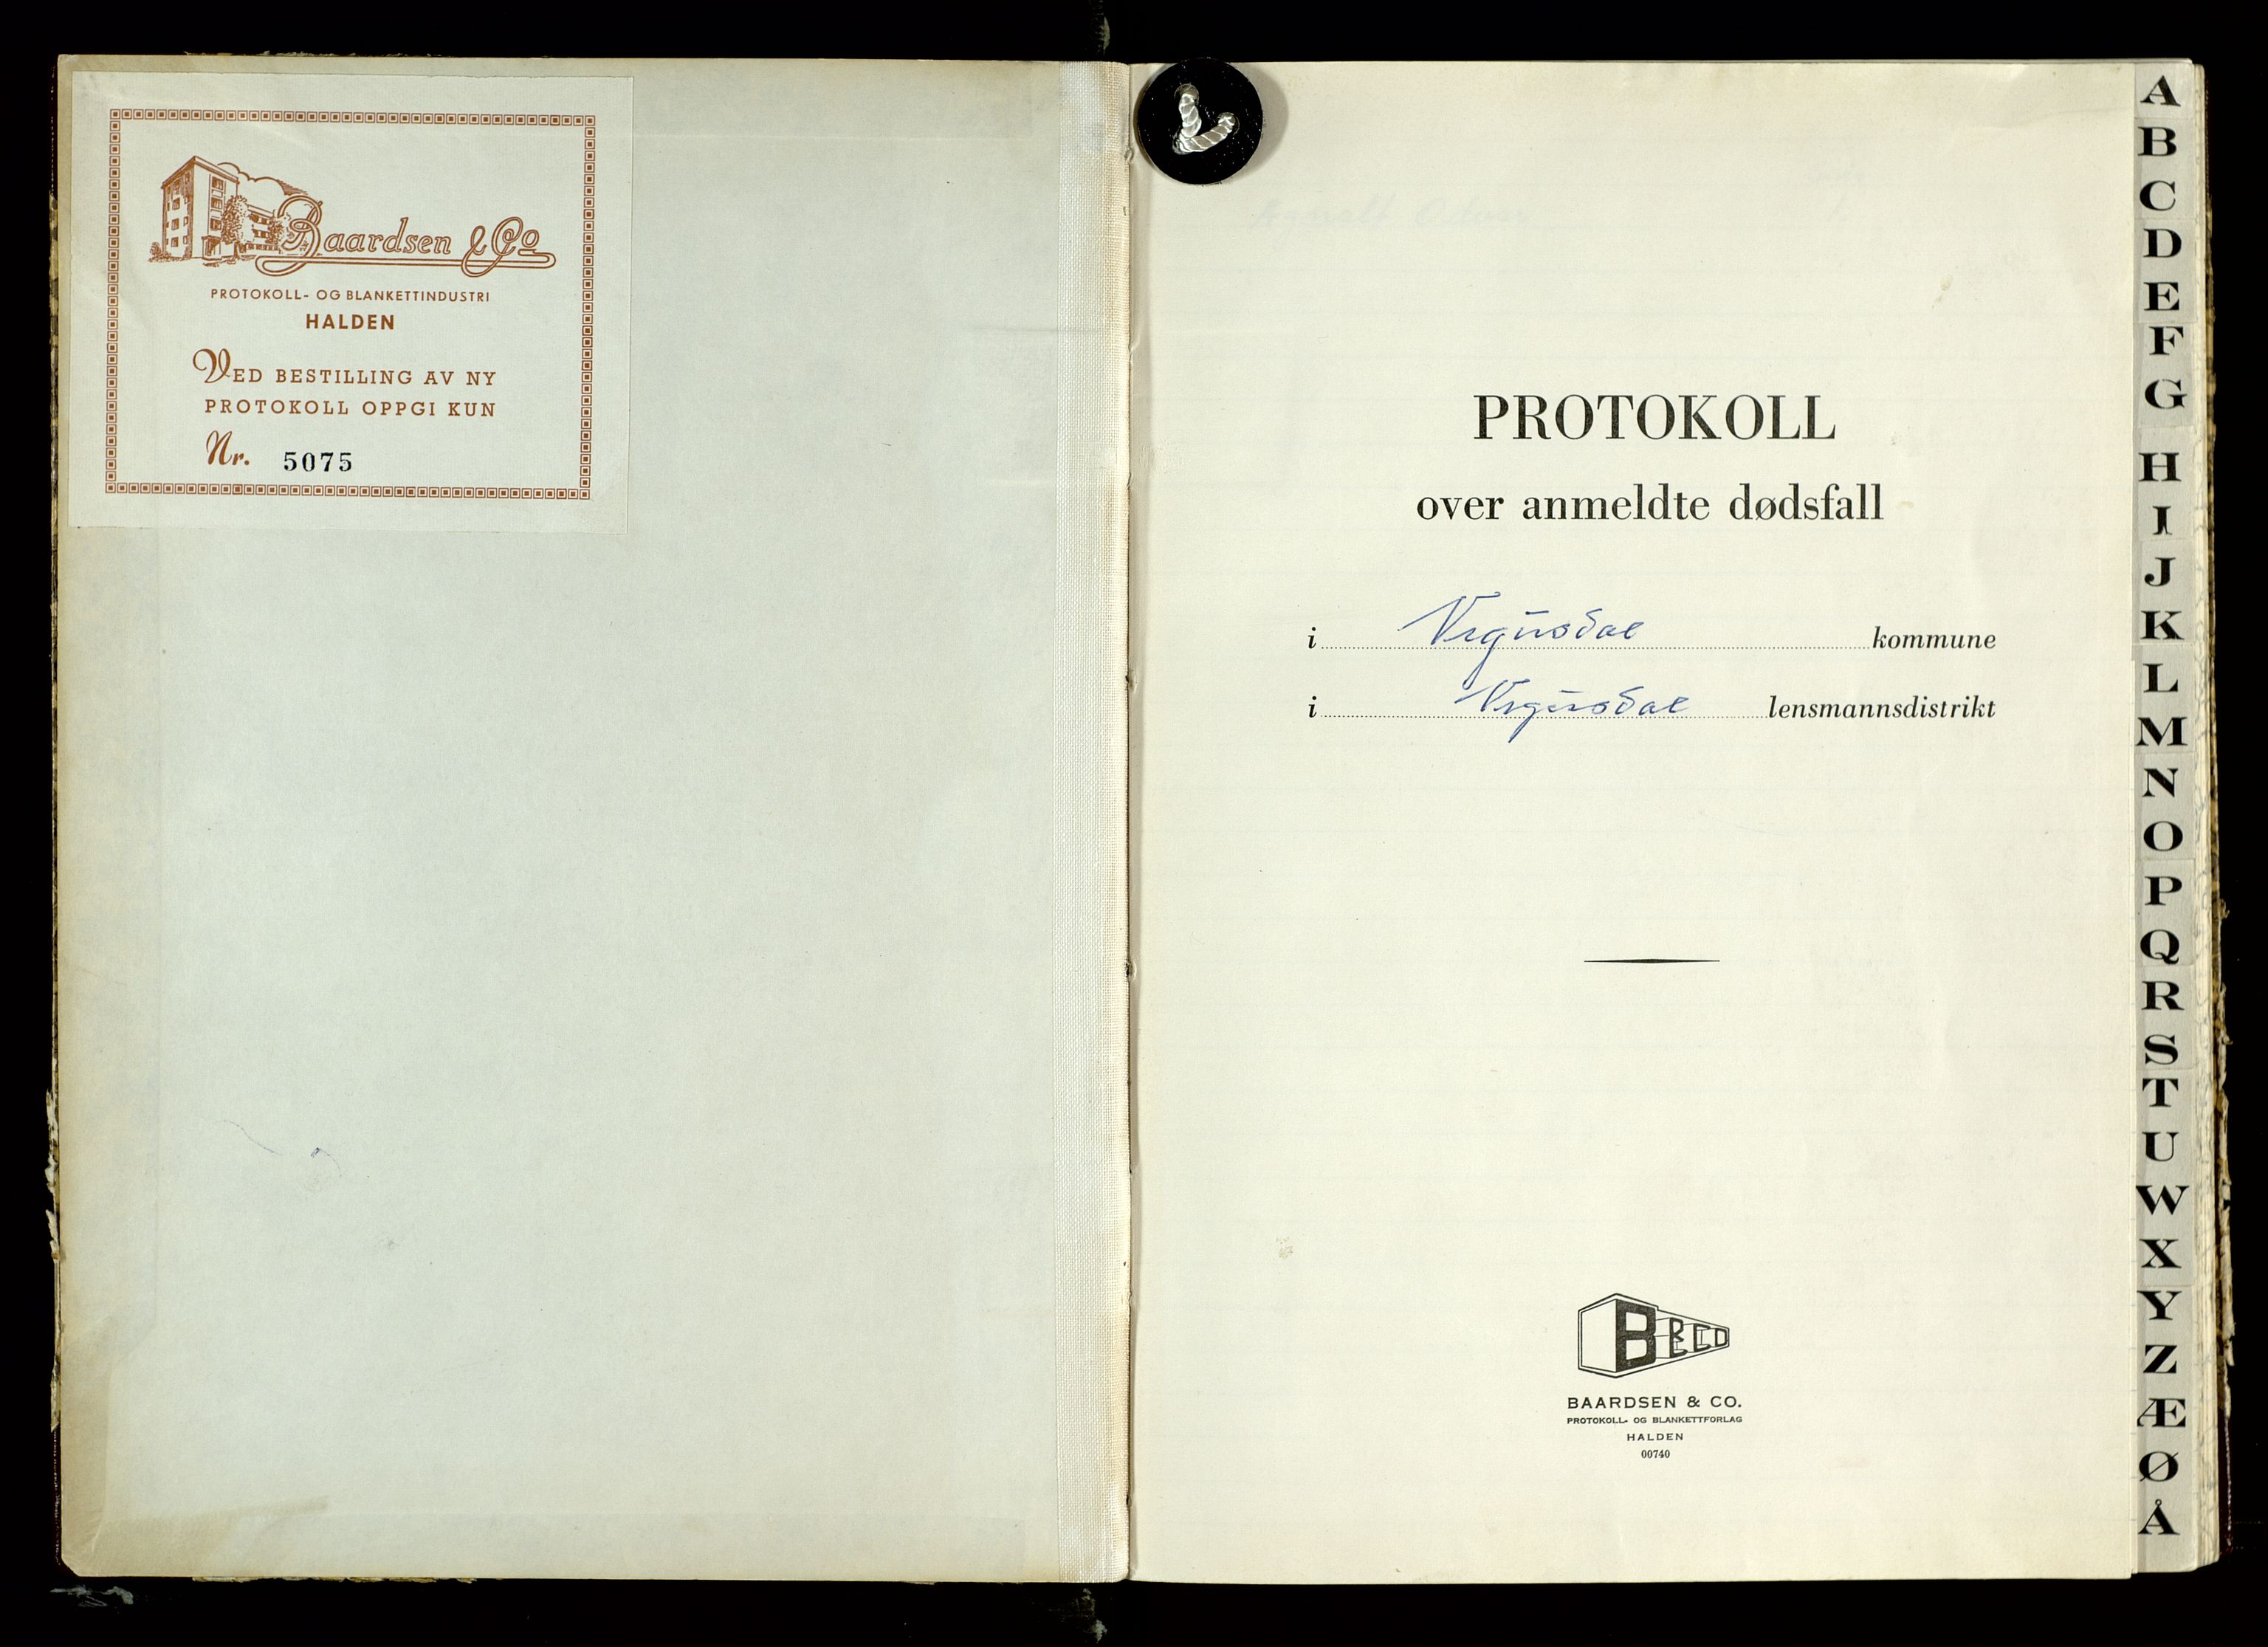 Baardsen & Co
PROTOKOLL- OG BLANKETTINDUSTRI
HALDEN
VED BESTILLING AV NY
PROTOKOLL OPPGI KUN
Nr. 5075
PROTOKOLL
over anmeldte dødsfall
i Vegusdal kommune
i Vegusdal lensmannsdistrikt
BBECO
BAARDSEN & CO.
PROTOKOLL- OG BLANKETTFORLAG
HALDEN
00740
A
B
C
D
E
F
G
H
I
J
K
L
M
N
O
P
Q
R
S
T
U
W
X
Y
Z
Æ
Ø
Å